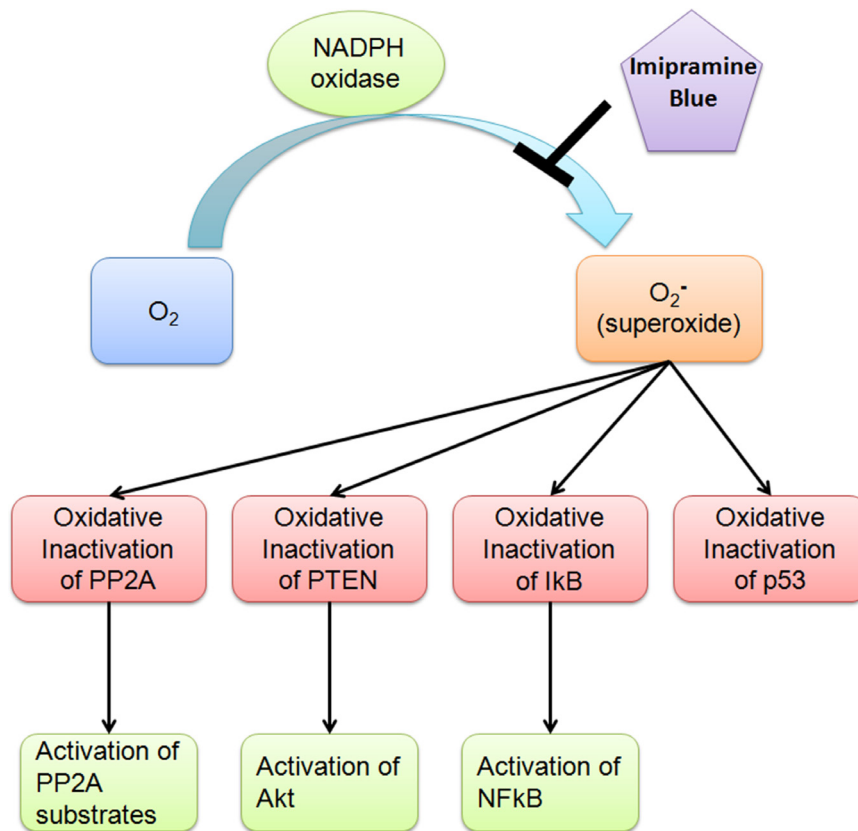 NADPH
oxidase
Imipramine
Blue
O₂
O₂⁻
(superoxide)
Oxidative
Inactivation
of PP2A
Oxidative
Inactivation
of PTEN
Oxidative
Inactivation
of IkB
Oxidative
Inactivation
of p53
Activation of
PP2A
substrates
Activation of
Akt
Activation of
NFkB